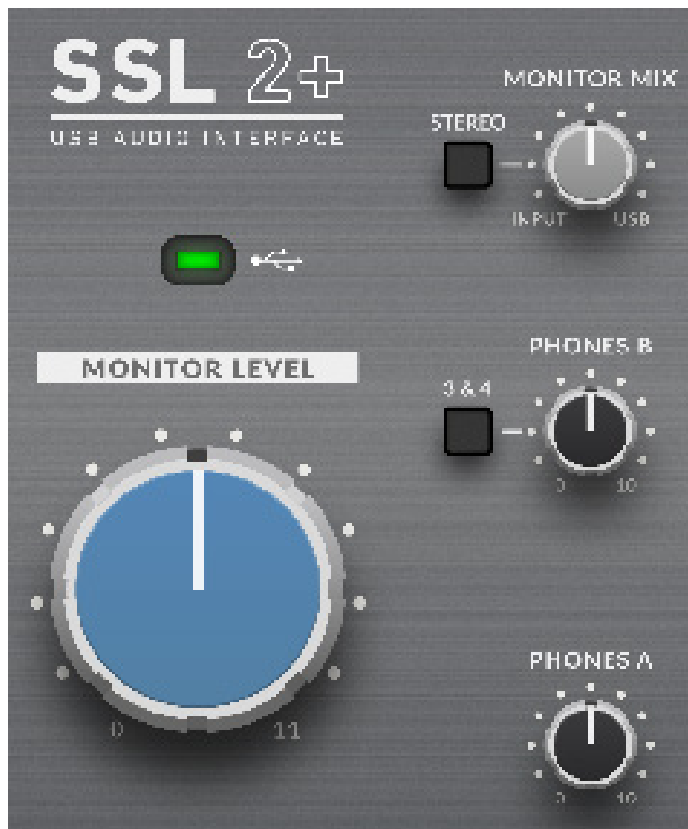 SSL 2+
USB AUDIO INTERFACE
MONITOR MIX
STEREO
INPUT USB
MONITOR LEVEL
PHONES B
3 & 4
0 10
0 11
PHONES A
0 10